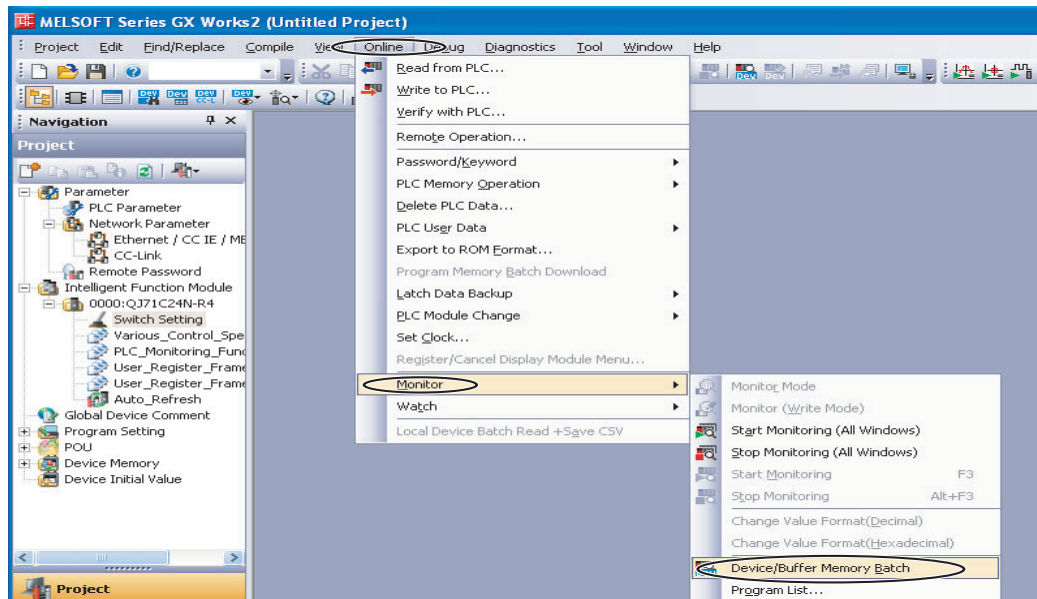 MELSOFT Series GX Works2 (Untitled Project)
Project Edit Find/Replace Compile View Online Debug Diagnostics Tool Window Help
Navigation
Project
Parameter
PLC Parameter
Network Parameter
Ethernet / CC IE / ME
CC-Link
Remote Password
Intelligent Function Module
0000:QJ71C24N-R4
Switch Setting
Various_Control_Spe
PLC_Monitoring_Func
User_Register_Frame
User_Register_Frame
Auto_Refresh
Global Device Comment
Program Setting
POU
Device Memory
Device Initial Value
Project
Read from PLC...
Write to PLC...
Verify with PLC...
Remote Operation...
Password/Keyword
PLC Memory Operation
Delete PLC Data...
PLC User Data
Export to ROM Format...
Program Memory Batch Download
Latch Data Backup
PLC Module Change
Set Clock...
Register/Cancel Display Module Menu...
Monitor
Watch
Local Device Batch Read +Save CSV
Monitor Mode
Monitor (Write Mode)
Start Monitoring (All Windows)
Stop Monitoring (All Windows)
Start Monitoring F3
Stop Monitoring Alt+F3
Change Value Format(Decimal)
Change Value Format(Hexadecimal)
Device/Buffer Memory Batch
Program List...